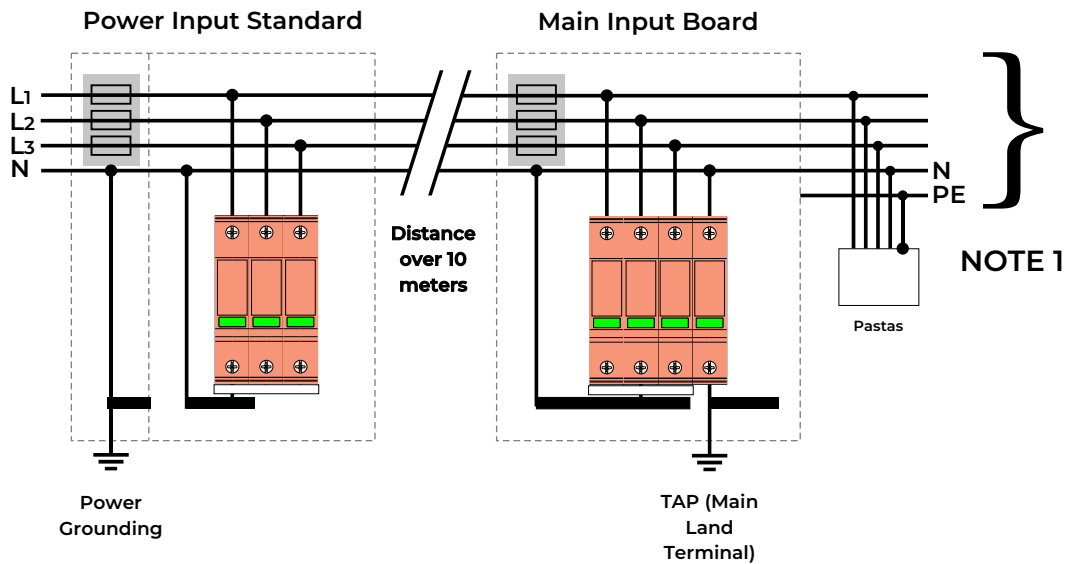 Power Input Standard
Main Input Board
L1
L2
L3
N
N
PE
Distance
over 10
meters
NOTE 1
Pastas
Power
Grounding
TAP (Main
Land
Terminal)